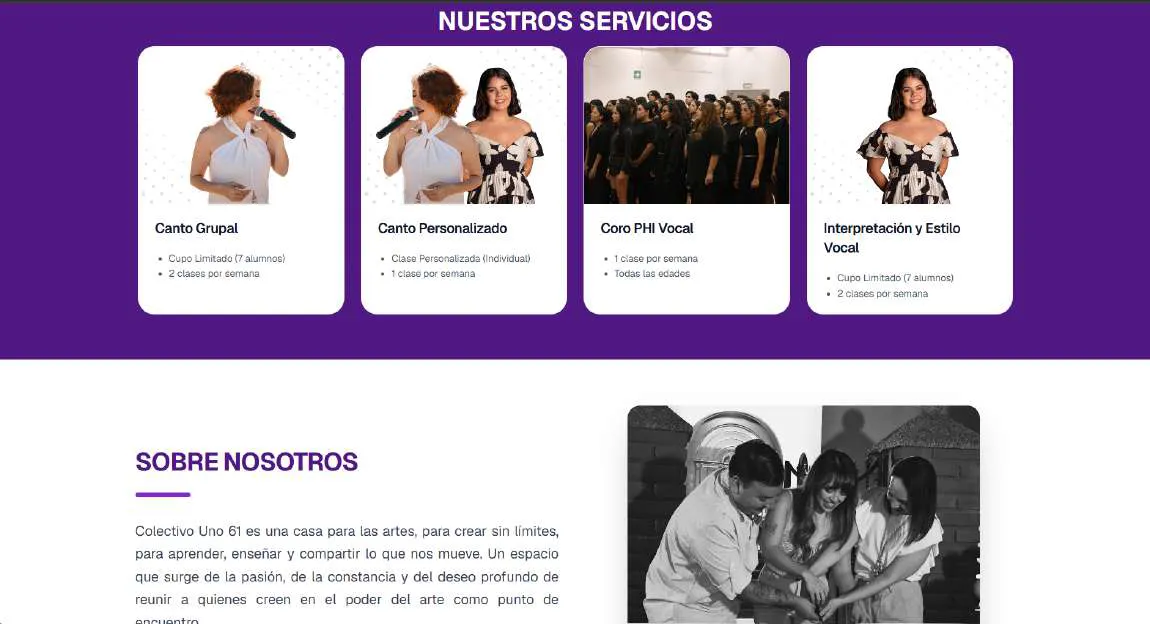 NUESTROS SERVICIOS
Canto Grupal
Cupo Limitado (7 alumnos)
2 clases por semana
Canto Personalizado
Clase Personalizada (Individual)
1 clase por semana
Coro PHI Vocal
1 clase por semana
Todas las edades
Interpretación y Estilo
Vocal
Cupo Limitado (7 alumnos)
2 clases por semana
SOBRE NOSOTROS
Colectivo Uno 61 es una casa para las artes, para crear sin límites,
para aprender, enseñar y compartir lo que nos mueve. Un espacio
que surge de la pasión, de la constancia y del deseo profundo de
reunir a quienes creen en el poder del arte como punto de
encuentro.